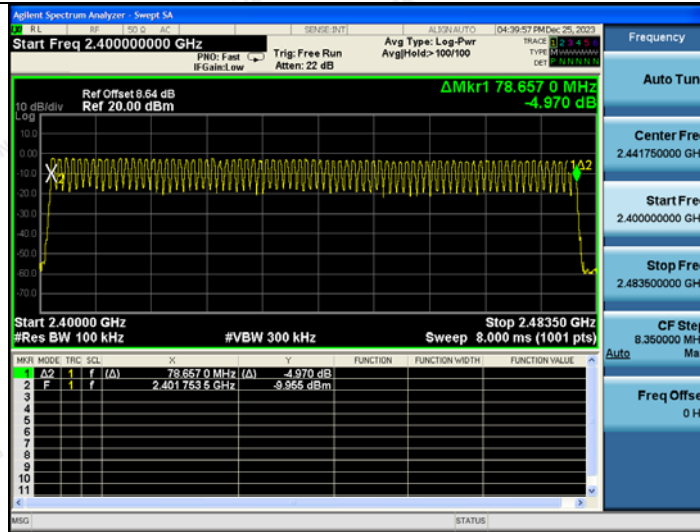 Agilent Spectrum Analyzer - Swept SA
LXI RL RF 50 Ω AC SENSE:INT ALIGN AUTO 04:39:57 PM Dec 25, 2023
Start Freq 2.400000000 GHz
PNO: Fast
IFGain:Low
Trig: Free Run
Atten: 22 dB
Avg Type: Log-Pwr
Avg|Hold:> 100/100
TRACE 1 2 3 4 5 6
TYPE M
DET P N N N N N
Ref Offset 8.64 dB
Ref 20.00 dBm
10 dB/div
Log
ΔMkr1 78.657 0 MHz
-4.970 dB
10.0
0.00
-10.0
-20.0
-30.0
-40.0
-50.0
-60.0
-70.0
2
1Δ2
Start 2.40000 GHz
Stop 2.48350 GHz
#Res BW 100 kHz
#VBW 300 kHz
Sweep 8.000 ms (1001 pts)
MKR MODE TRC SCL X Y FUNCTION FUNCTION WIDTH FUNCTION VALUE
1 Δ2 1 f (Δ) 78.657 0 MHz (Δ) -4.970 dB
2 F 1 f 2.401 753 5 GHz -9.955 dBm
3
4
5
6
7
8
9
10
11
MSG
STATUS
Frequency
Auto Tun
Center Fre
2.441750000 GH
Start Fre
2.400000000 GH
Stop Fre
2.483500000 GH
CF Step
8.350000 MH
Auto Ma
Freq Offse
0 H